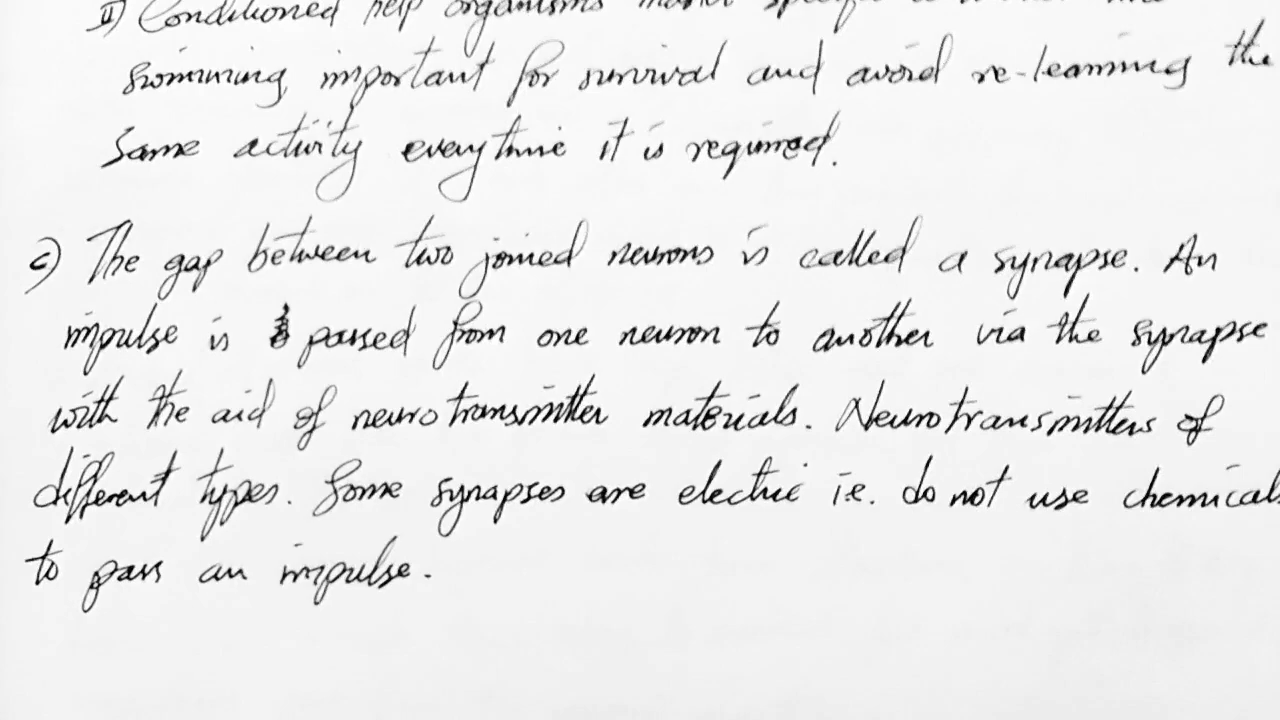 II) Conditioned help organisms master specific
swimming, important for survival and avoid re-learning the
Same activity everytime it is required.
c) The gap between two joined neurons is called a synapse. An
impulse is passed from one neuron to another via the synapse
with the aid of neurotransmitter materials. Neurotransmitters of
different types. Some synapses are electric i.e. do not use chemicals
to pass an impulse.